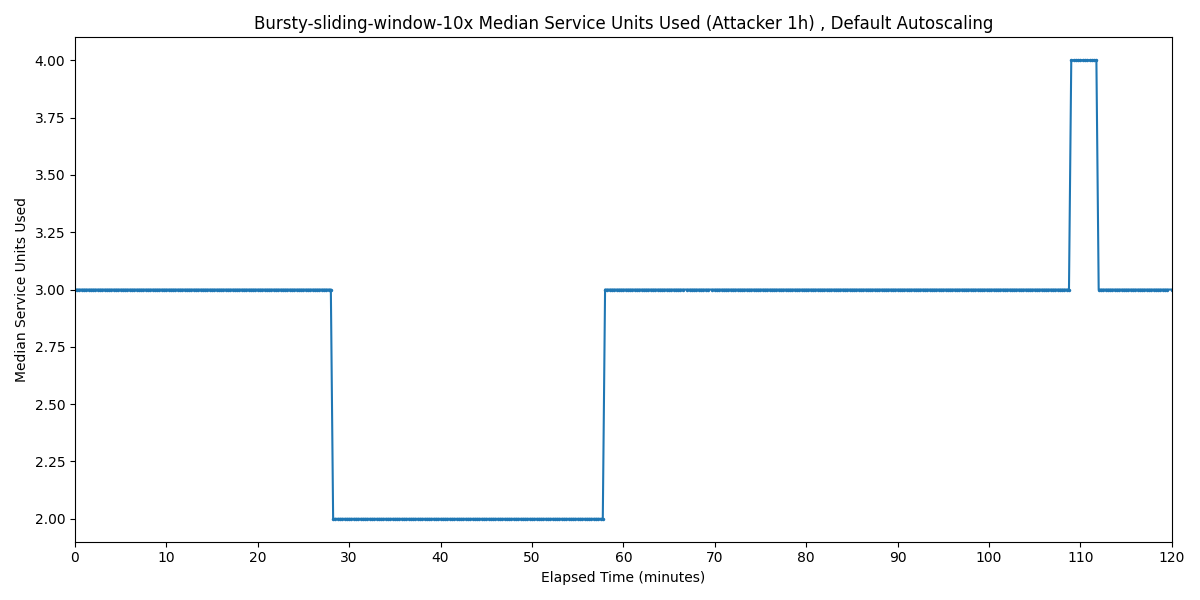 Bursty-sliding-window-10x Median Service Units Used (Attacker 1h) , Default Autoscaling
Median Service Units Used
4.00
3.75
3.50
3.25
3.00
2.75
2.50
2.25
2.00
0 10 20 30 40 50 60 70 80 90 100 110 120
Elapsed Time (minutes)